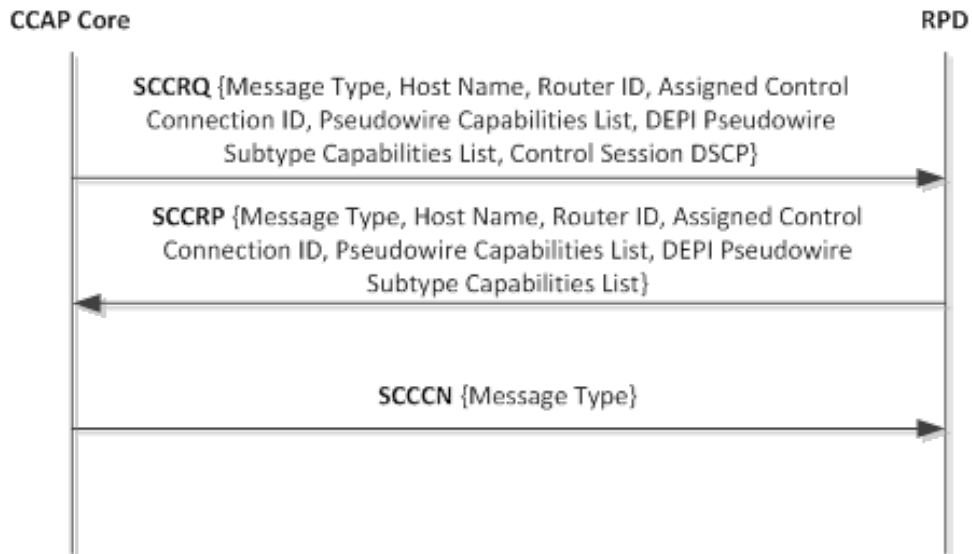 CCAP Core
RPD
SCCRQ {Message Type, Host Name, Router ID, Assigned Control
Connection ID, Pseudowire Capabilities List, DEPI Pseudowire
Subtype Capabilities List, Control Session DSCP}
SCCRP {Message Type, Host Name, Router ID, Assigned Control
Connection ID, Pseudowire Capabilities List, DEPI Pseudowire
Subtype Capabilities List}
SCCCN {Message Type}